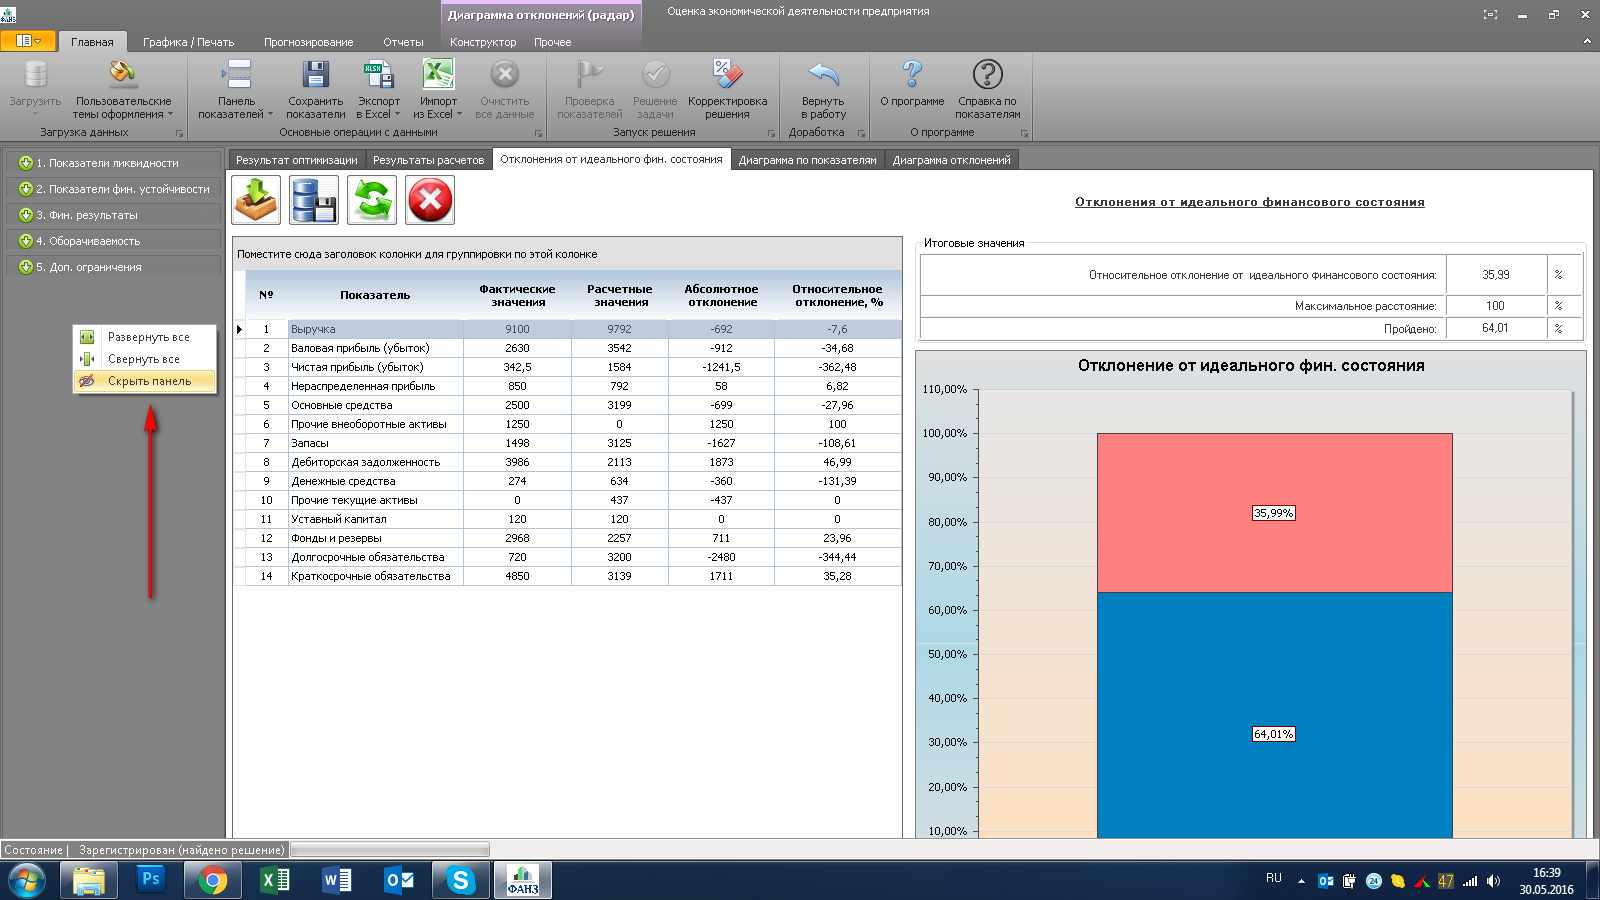 ФАНЗ
Диаграмма отклонений (радар)
Оценка экономической деятельности предприятия
Главная
Графика / Печать
Прогнозирование
Отчеты
Конструктор
Прочее
Загрузить
Пользовательские
темы оформления
Панель
показателей
Сохранить
показатели
XLSX
Экспорт
в Excel
Импорт
из Excel
Очистить
все данные
Проверка
показателей
Решение
задачи
Корректировка
решения
Вернуть
в работу
О программе
Справка по
показателям
Загрузка данных
Основные операции с данными
Запуск решения
Доработка
О программе
1. Показатели ликвидности
2. Показатели фин. устойчивости
3. Фин. результаты
4. Оборачиваемость
5. Доп. ограничения
Развернуть все
Свернуть все
Скрыть панель
Результат оптимизации
Результаты расчетов
Отклонения от идеального фин. состояния
Диаграмма по показателям
Диаграмма отклонений
Поместите сюда заголовок колонки для группировки по этой колонке
№ Показатель Фактические значения Расчетные значения Абсолютное отклонение Относительное отклонение, %
1 Выручка 9100 9792 -692 -7,6
2 Валовая прибыль (убыток) 2630 3542 -912 -34,68
3 Чистая прибыль (убыток) 342,5 1584 -1241,5 -362,48
4 Нераспределенная прибыль 850 792 58 6,82
5 Основные средства 2500 3199 -699 -27,96
6 Прочие внеоборотные активы 1250 0 1250 100
7 Запасы 1498 3125 -1627 -108,61
8 Дебиторская задолженность 3986 2113 1873 46,99
9 Денежные средства 274 634 -360 -131,39
10 Прочие текущие активы 0 437 -437 0
11 Уставный капитал 120 120 0 0
12 Фонды и резервы 2968 2257 711 23,96
13 Долгосрочные обязательства 720 3200 -2480 -344,44
14 Краткосрочные обязательства 4850 3139 1711 35,28
Отклонения от идеального финансового состояния
Итоговые значения
Относительное отклонение от идеального финансового состояния: 35,99 %
Максимальное расстояние: 100 %
Пройдено: 64,01 %
Отклонение от идеального фин. состояния
110,00%
100,00%
90,00%
80,00%
70,00%
60,00%
50,00%
40,00%
30,00%
20,00%
10,00%
35,99%
64,01%
Состояние | Зарегистрирован (найдено решение)
Ps
ФАНЗ
RU
24
47
16:39
30.05.2016